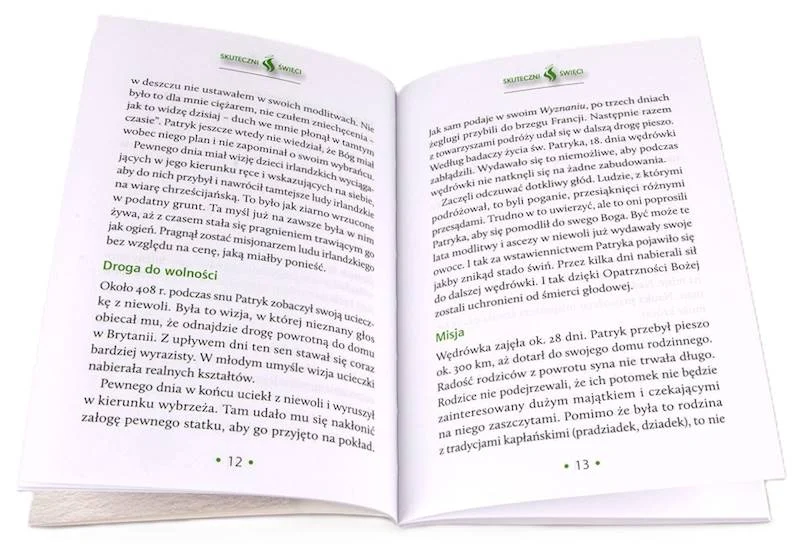 SKUTECZNI ŚWIĘCI
w deszczu nie ustawałem w swoich modlitwach. Nie
było to dla mnie ciężarem, nie czułem zniechęcenia –
jak to widzę dzisiaj – duch we mnie płonął w tamtym
czasie”. Patryk jeszcze wtedy nie wiedział, że Bóg miał
wobec niego plan i nie zapominał o swoim wybrańcu.
Pewnego dnia miał wizję dzieci irlandzkich wyciąga-
jących w jego kierunku ręce i wskazujących na siebie,
aby do nich przybył i nawrócił tamtejsze ludy irlandzkie
na wiarę chrześcijańską. To było jak ziarno wrzucone
w podatny grunt. Ta myśl już na zawsze była w nim
żywa, aż z czasem stała się pragnieniem trawiącym go
jak ogień. Pragnął zostać misjonarzem ludu irlandzkiego
bez względu na cenę, jaką miałby ponieść.
Droga do wolności
Około 408 r. podczas snu Patryk zobaczył swoją uciecz-
kę z niewoli. Była to wizja, w której nieznany głos
obiecał mu, że odnajdzie drogę powrotną do domu
w Brytanii. Z upływem dni ten sen stawał się coraz
bardziej wyrazisty. W młodym umyśle wizja ucieczki
nabierała realnych kształtów.
Pewnego dnia w końcu uciekł z niewoli i wyruszył
w kierunku wybrzeża. Tam udało mu się nakłonić
załogę pewnego statku, aby go przyjęto na pokład.
• 12 •
SKUTECZNI ŚWIĘCI
Jak sam podaje w swoim Wyznaniu, po trzech dniach
żeglugi przybili do brzegu Francji. Następnie razem
z towarzyszami podróży udał się w dalszą drogę pieszo.
Według badaczy życia św. Patryka, 18. dnia wędrówki
zabłądzili. Wydawało się to niemożliwe, aby podczas
wędrówki nie natknęli się na żadne zabudowania.
Zaczęli odczuwać dotkliwy głód. Ludzie, z którymi
podróżował, to byli poganie, przesiąknięci różnymi
przesądami. Trudno w to uwierzyć, ale to oni poprosili
Patryka, aby się pomodlił do swego Boga. Być może te
lata modlitwy i ascezy w niewoli już wydawały swoje
owoce. I tak za wstawiennictwem Patryka pojawiło się
jakby znikąd stado świń. Przez kilka dni nabierali sił
do dalszej wędrówki. I tak dzięki Opatrzności Bożej
zostali uchronieni od śmierci głodowej.
Misja
Wędrówka zajęła ok. 28 dni. Patryk przebył pieszo
ok. 300 km, aż dotarł do swojego domu rodzinnego.
Radość rodziców z powrotu syna nie trwała długo.
Rodzice nie podejrzewali, że ich potomek nie będzie
zainteresowany dużym majątkiem i czekającymi
na niego zaszczytami. Pomimo że była to rodzina
z tradycjami kapłańskimi (pradziadek, dziadek), to nie
• 13 •